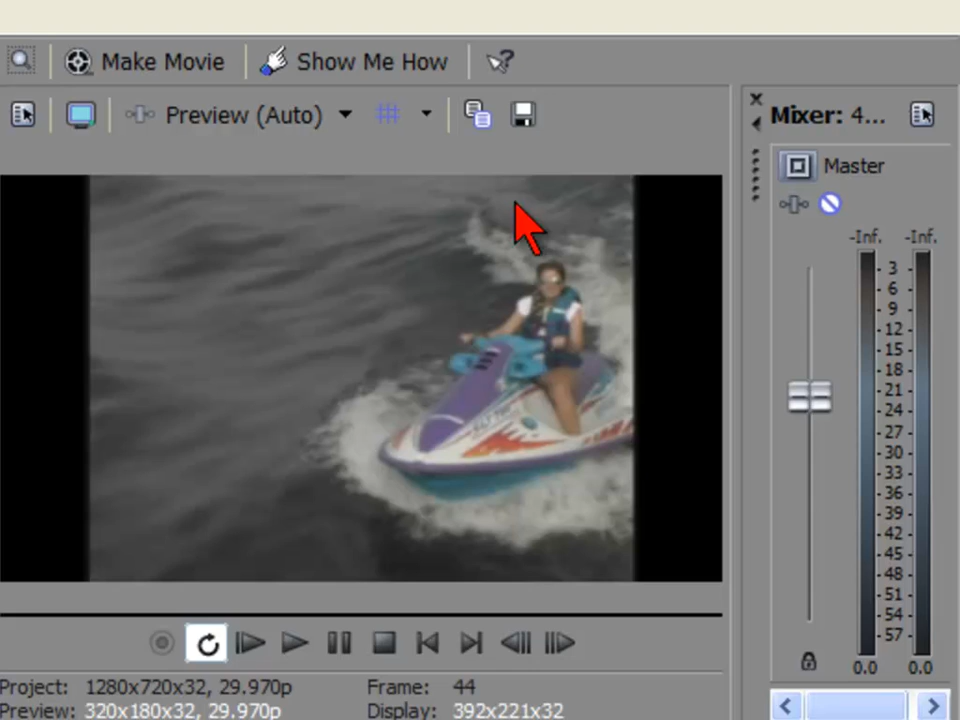 Make Movie
Show Me How
Preview (Auto)
Mixer: 4...
Master
-Inf. -Inf.
3
6
9
12
15
18
21
24
27
30
33
36
39
42
45
48
51
54
57
0.0 0.0
Project: 1280x720x32, 29.970p
Frame: 44
Preview: 320x180x32, 29.970p
Display: 392x221x32